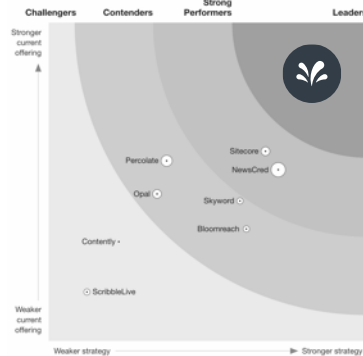 Challengers Contenders Strong Performers Leader
Stronger current offering
Sitecore
Percolate
NewsCred
Opal
Skyword
Bloomreach
Contently
ScribbleLive
Weaker current offering
Weaker strategy Stronger strategy